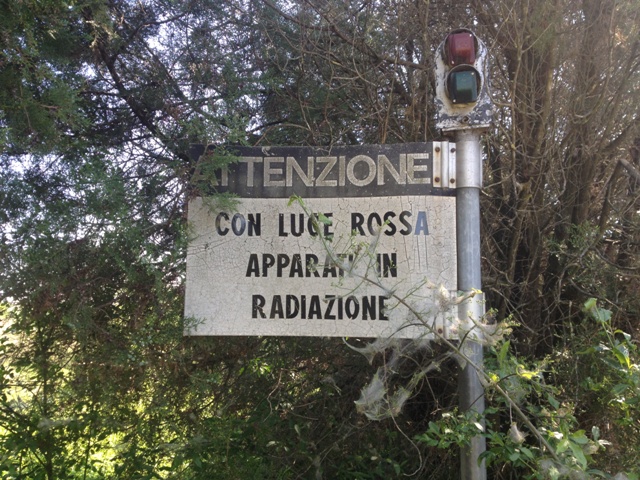 ATTENZIONE
CON LUCE ROSSA
APPARATI IN
RADIAZIONE